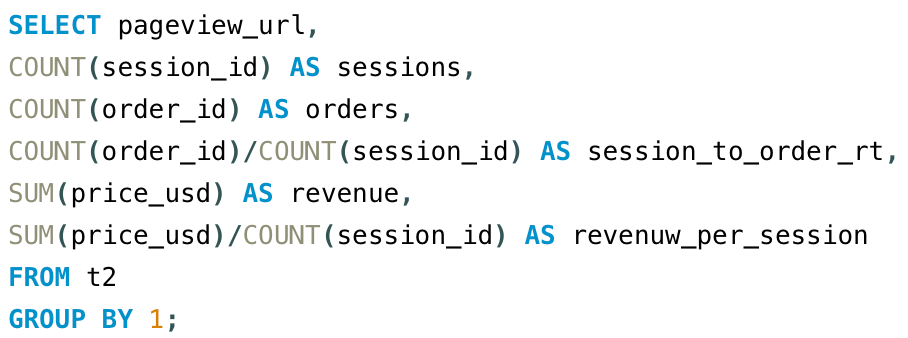 SELECT pageview_url,
COUNT(session_id) AS sessions,
COUNT(order_id) AS orders,
COUNT(order_id)/COUNT(session_id) AS session_to_order_rt,
SUM(price_usd) AS revenue,
SUM(price_usd)/COUNT(session_id) AS revenuw_per_session
FROM t2
GROUP BY 1;